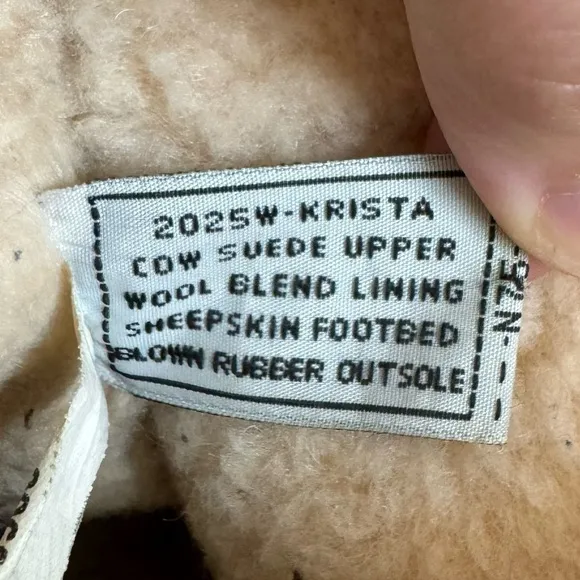 2025W-KRISTA
COW SUEDE UPPER
WOOL BLEND LINING
SHEEPSKIN FOOTBED
BLOWN RUBBER OUTSOLE